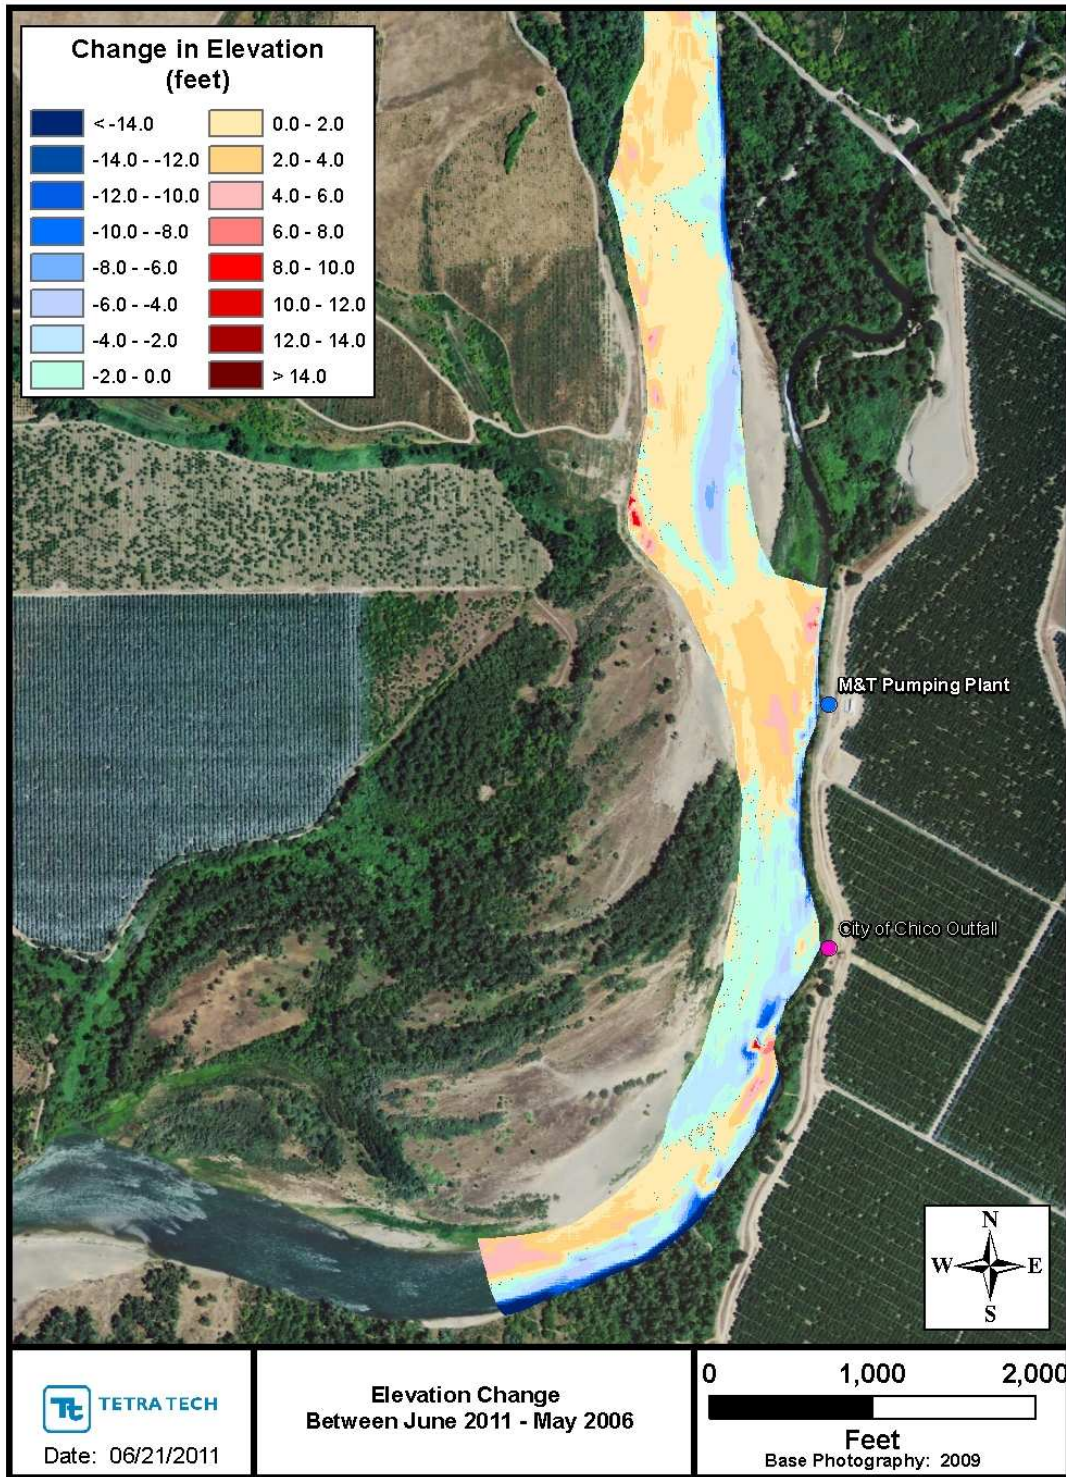 Change in Elevation
(feet)
< -14.0
-14.0 - -12.0
-12.0 - -10.0
-10.0 - -8.0
-8.0 - -6.0
-6.0 - -4.0
-4.0 - -2.0
-2.0 - 0.0
0.0 - 2.0
2.0 - 4.0
4.0 - 6.0
6.0 - 8.0
8.0 - 10.0
10.0 - 12.0
12.0 - 14.0
> 14.0
M&T Pumping Plant
City of Chico Outfall
N
W E
S
Tt TETRA TECH
Date: 06/21/2011
Elevation Change
Between June 2011 - May 2006
0 1,000 2,000
Feet
Base Photography: 2009